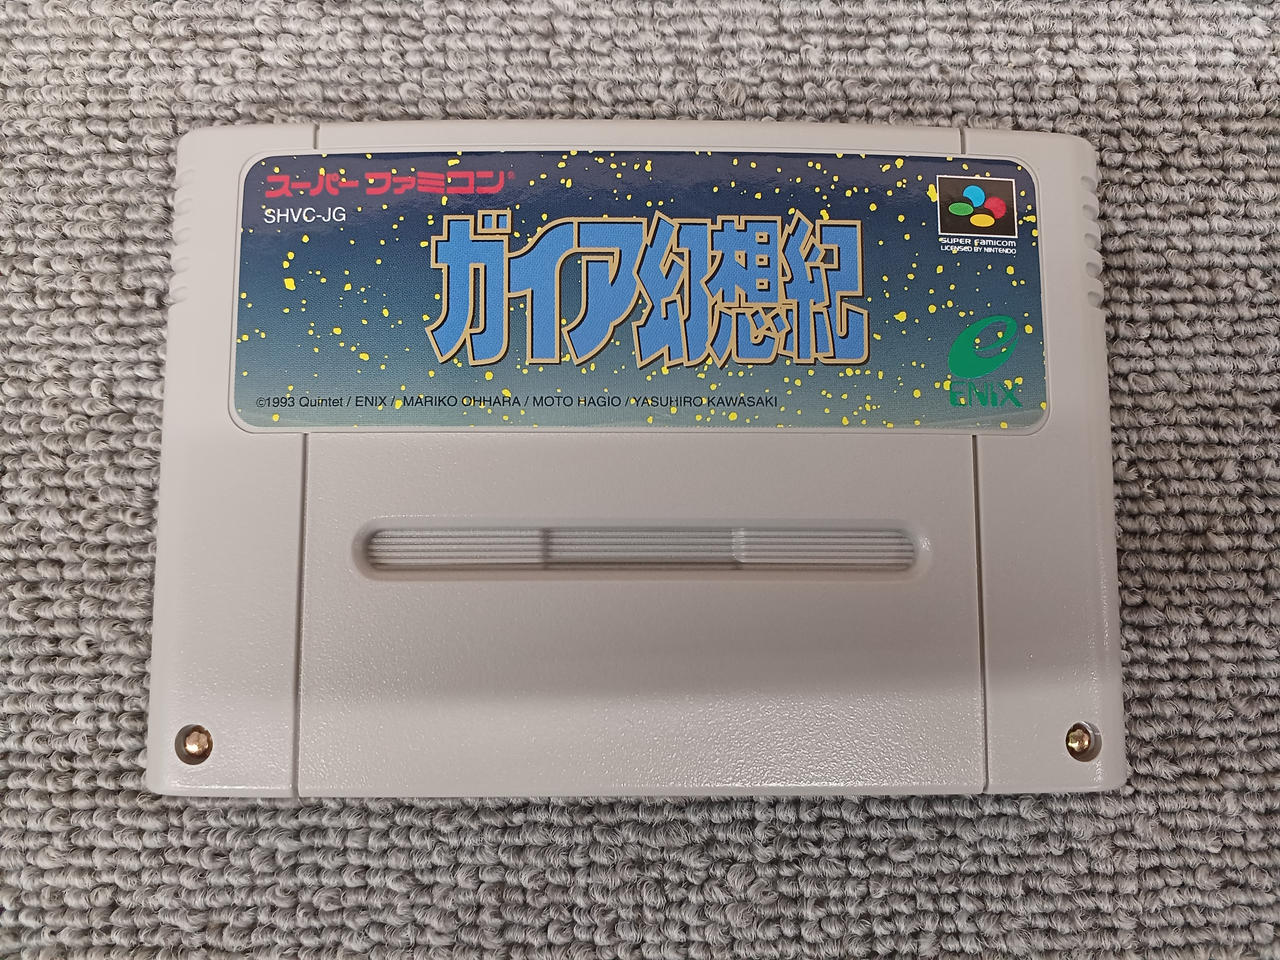 スーパーファミコン®
SHVC-JG
ガイア幻想紀
SUPER FAMICOM
LICENSED BY NINTENDO
e
ENIX
©1993 Quintet / ENIX / MARIKO OHHARA / MOTO HAGIO / YASUHIRO KAWASAKI